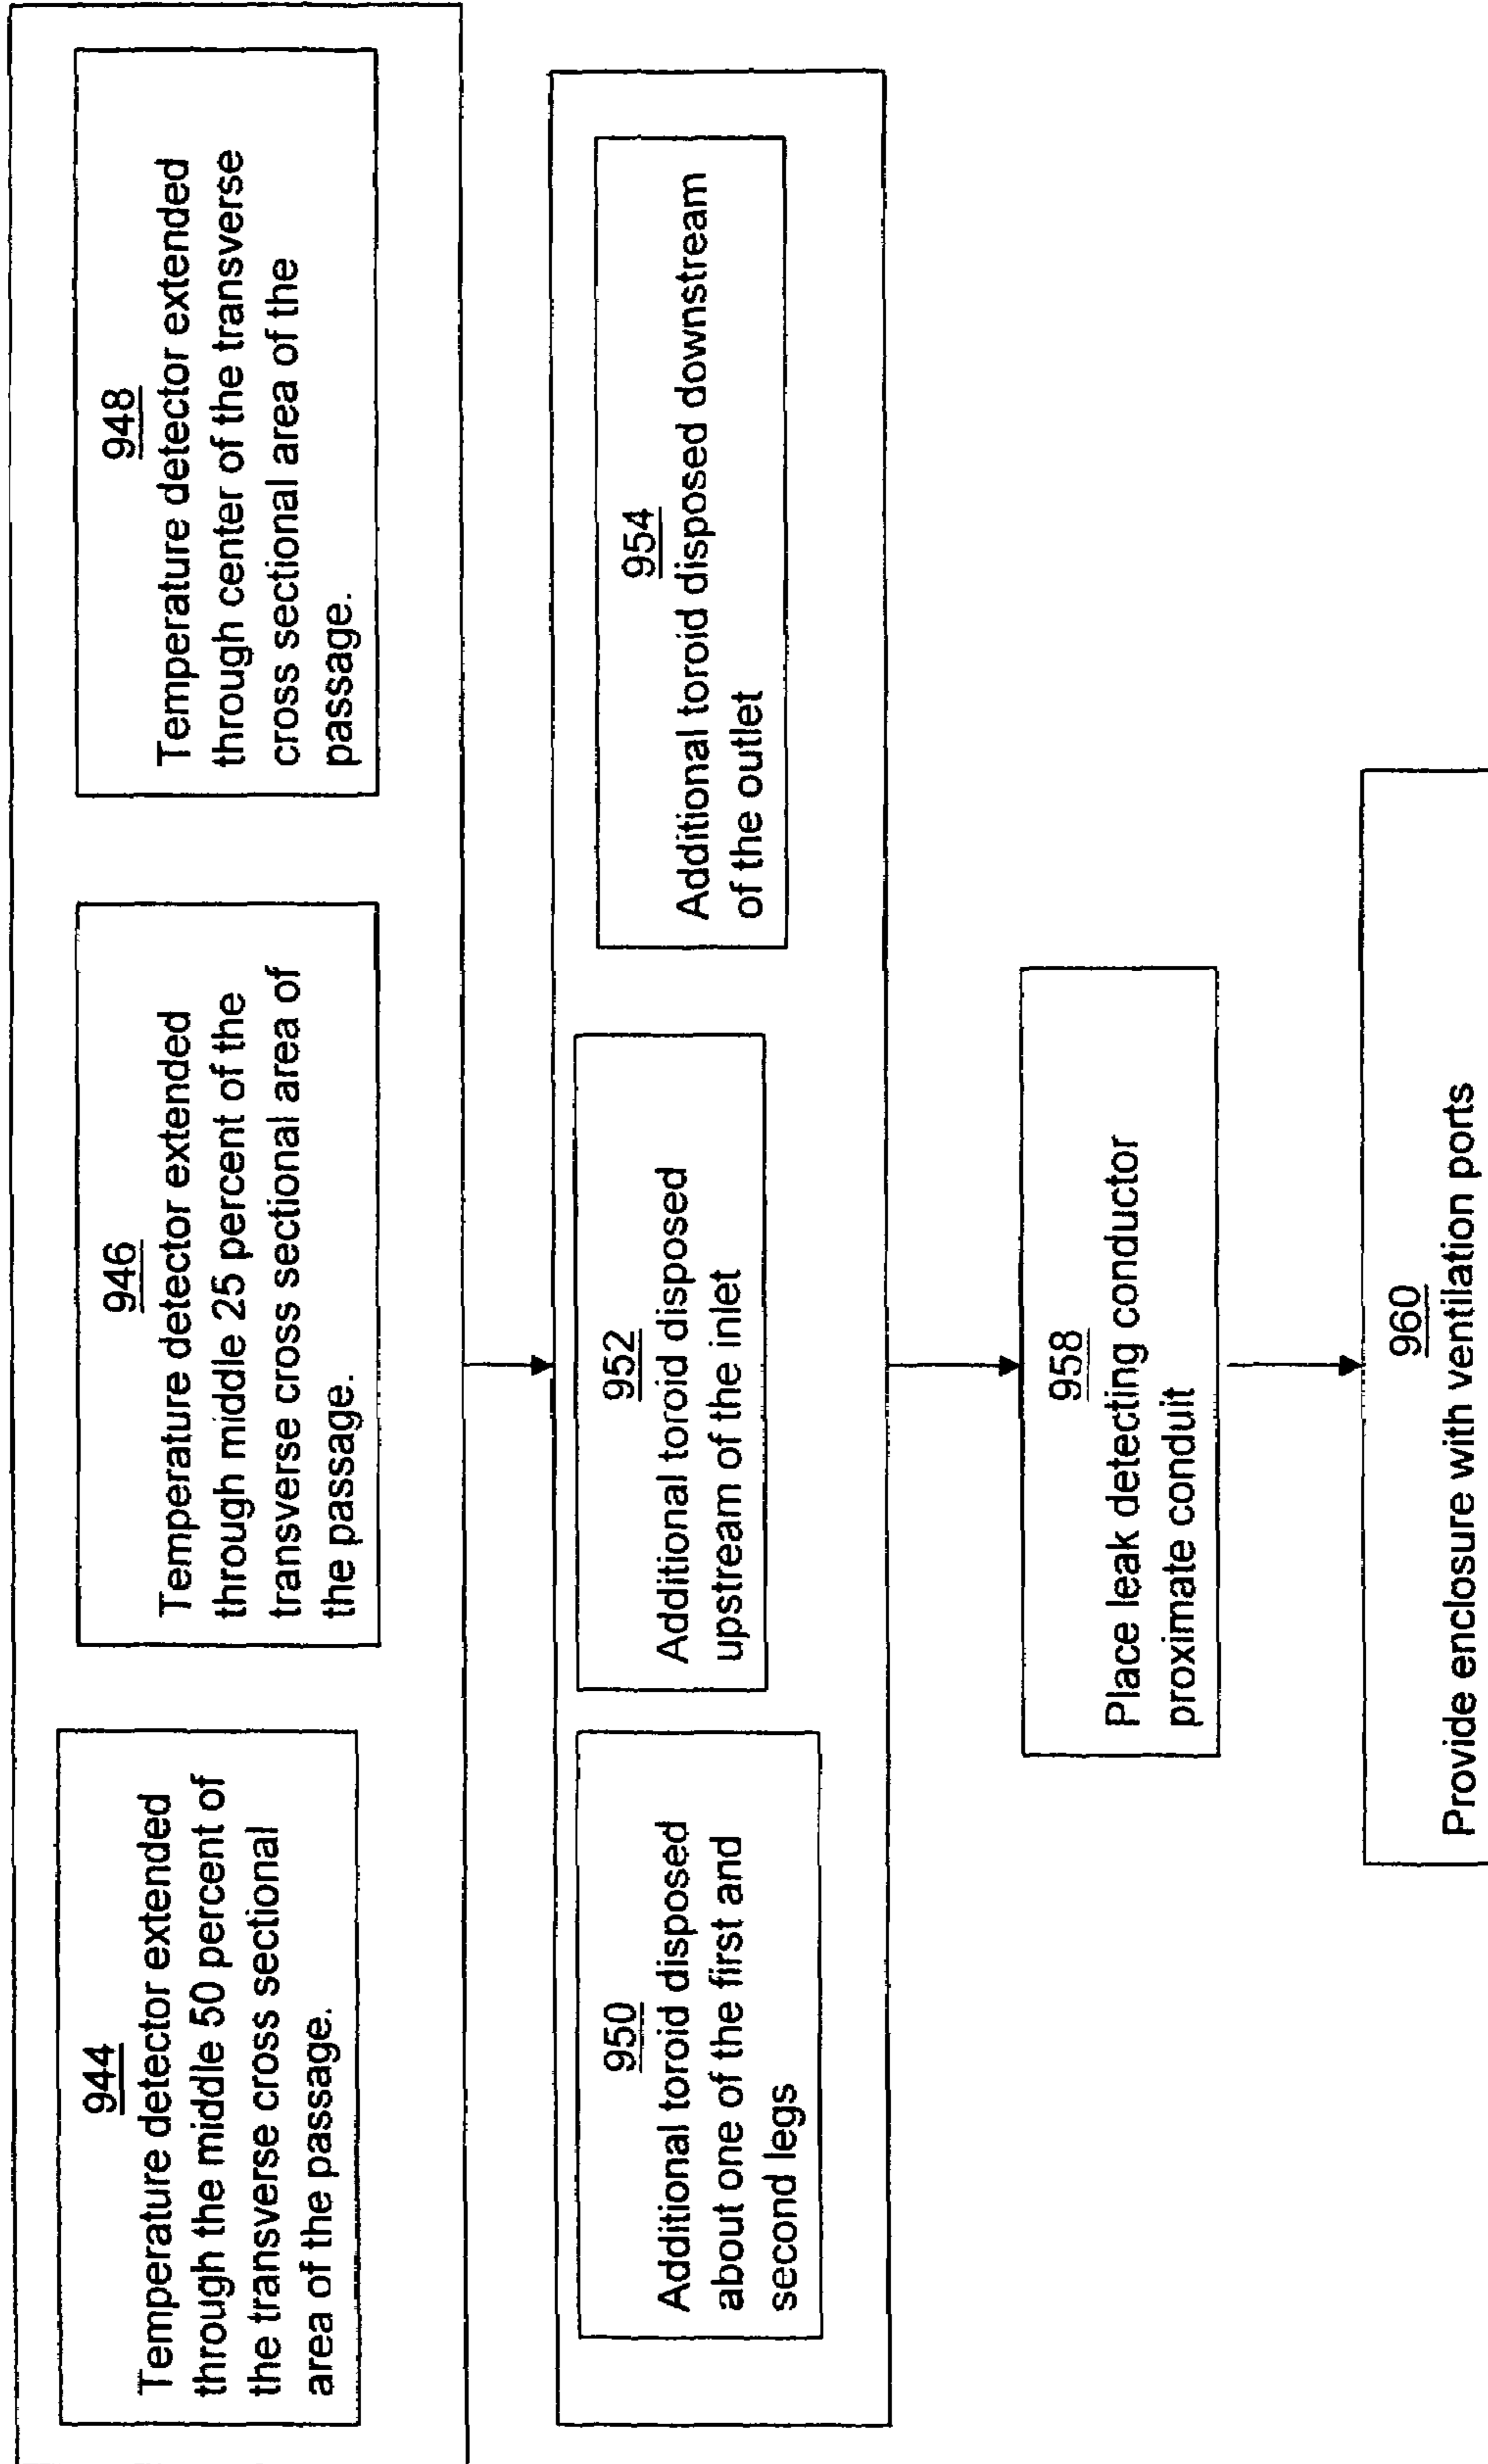 944
Temperature detector extended
through the middle 50 percent of
the transverse cross sectional
area of the passage.
946
Temperature detector extended
through middle 25 percent of the
transverse cross sectional area of
the passage.
948
Temperature detector extended
through center of the transverse
cross sectional area of the
passage.
950
Additional toroid disposed
about one of the first and
second legs
952
Additional toroid disposed
upstream of the inlet
954
Additional toroid disposed downstream
of the outlet
958
Place leak detecting conductor
proximate conduit
960
Provide enclosure with ventilation ports